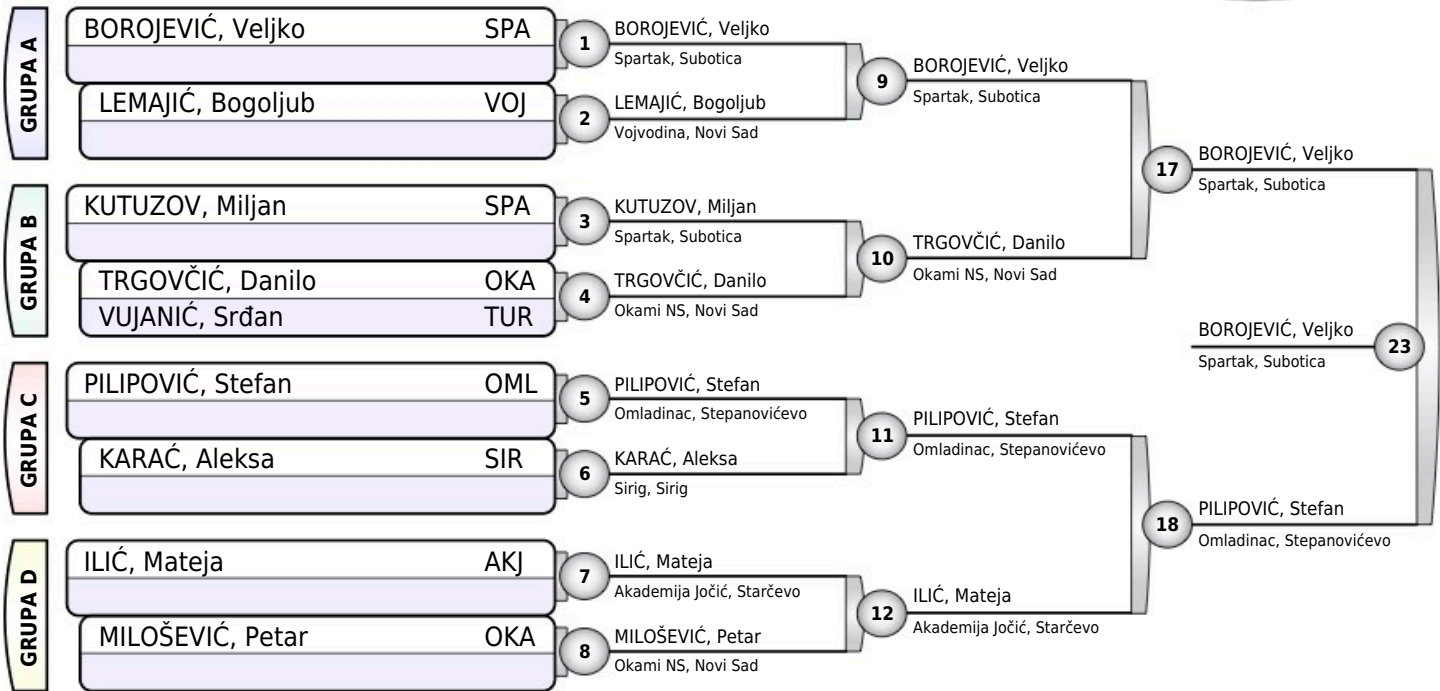 GRUPA A
BOROJEVIĆ, Veljko SPA
LEMAJIĆ, Bogoljub VOJ
GRUPA B
KUTUZOV, Miljan SPA
TRGOVČIĆ, Danilo OKA
VUJANIĆ, Srđan TUR
GRUPA C
PILIPOVIĆ, Stefan OML
KARAĆ, Aleksa SIR
GRUPA D
ILIĆ, Mateja AKJ
MILOŠEVIĆ, Petar OKA
1
BOROJEVIĆ, Veljko
Spartak, Subotica
2
LEMAJIĆ, Bogoljub
Vojvodina, Novi Sad
3
KUTUZOV, Miljan
Spartak, Subotica
4
TRGOVČIĆ, Danilo
Okami NS, Novi Sad
5
PILIPOVIĆ, Stefan
Omladinac, Stepanovićevo
6
KARAĆ, Aleksa
Sirig, Sirig
7
ILIĆ, Mateja
Akademija Jočić, Starčevo
8
MILOŠEVIĆ, Petar
Okami NS, Novi Sad
9
BOROJEVIĆ, Veljko
Spartak, Subotica
10
TRGOVČIĆ, Danilo
Okami NS, Novi Sad
11
PILIPOVIĆ, Stefan
Omladinac, Stepanovićevo
12
ILIĆ, Mateja
Akademija Jočić, Starčevo
17
BOROJEVIĆ, Veljko
Spartak, Subotica
18
PILIPOVIĆ, Stefan
Omladinac, Stepanovićevo
BOROJEVIĆ, Veljko
Spartak, Subotica
23